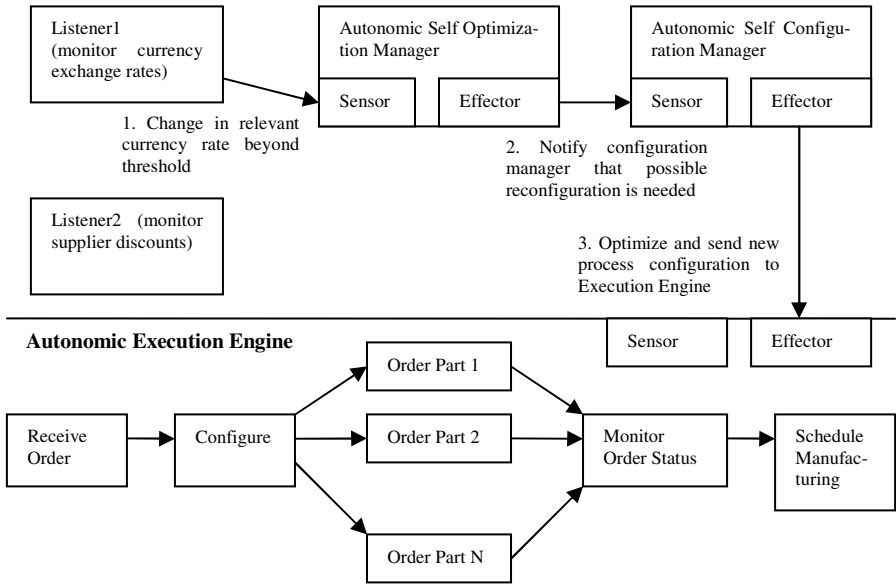 Listener1
(monitor currency
exchange rates)
Autonomic Self Optimiza-
tion Manager
Sensor
Effector
Autonomic Self Configu-
ration Manager
Sensor
Effector
1. Change in relevant
currency rate beyond
threshold
2. Notify configuration
manager that possible
reconfiguration is needed
Listener2 (monitor
supplier discounts)
3. Optimize and send new
process configuration to
Execution Engine
Autonomic Execution Engine
Sensor
Effector
Receive
Order
Configure
Order Part 1
Order Part 2
Order Part N
Monitor
Order Status
Schedule
Manufac-
turing